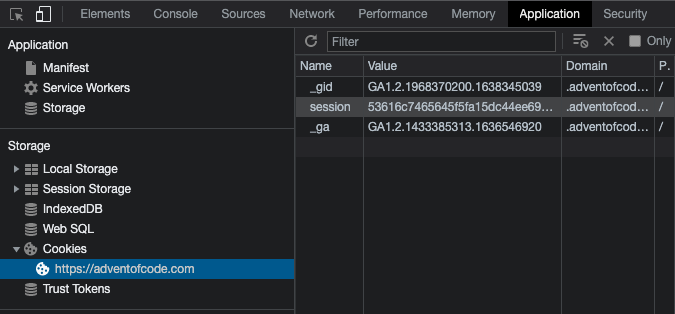 Elements Console Sources Network Performance Memory Application Security
Application
Manifest
Service Workers
Storage
Storage
Local Storage
Session Storage
IndexedDB
Web SQL
Cookies
https://adventofcode.com
Trust Tokens
Filter Only
Name Value Domain P.
_gid GA1.2.1968370200.1638345039 .adventofcod… /
session 53616c7465645f5fa15dc44ee69… .adventofcod… /
_ga GA1.2.1433385313.1636546920 .adventofcod… /